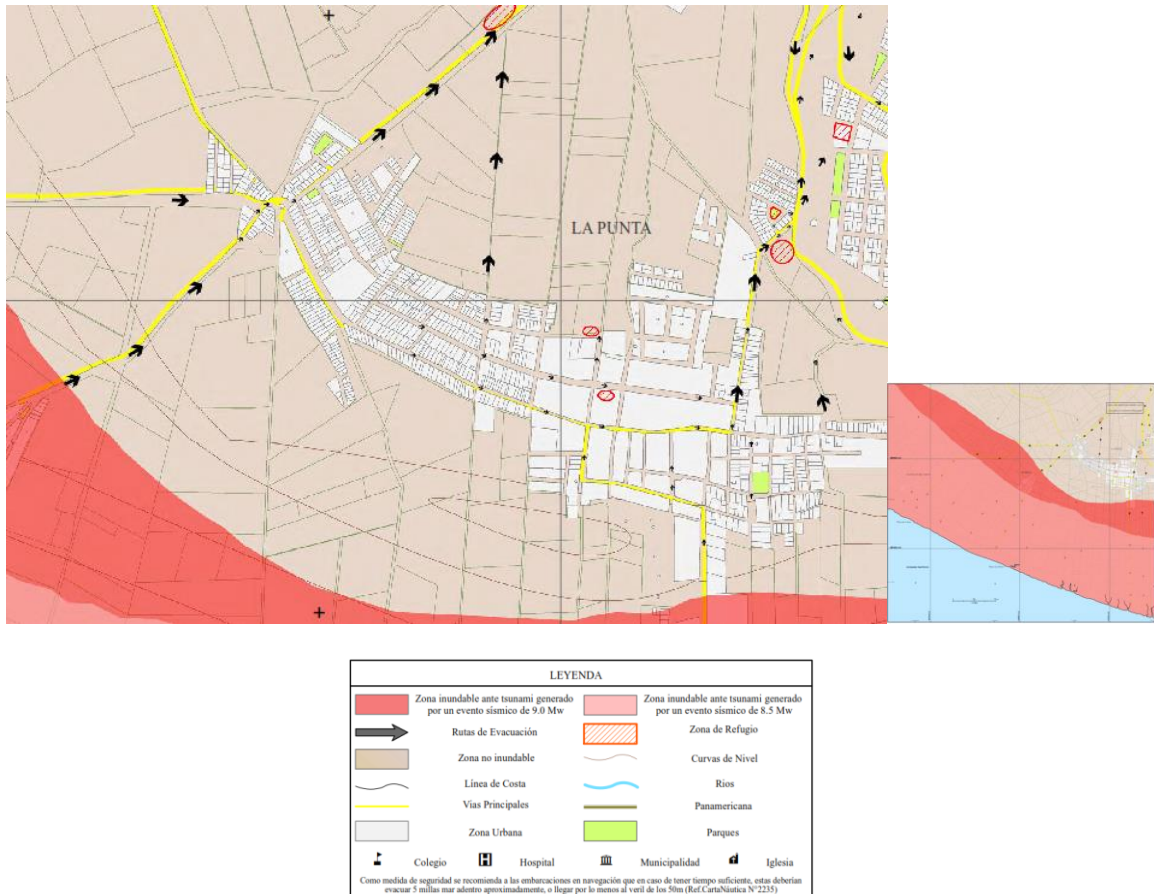 LA PUNTA
LEYENDA
Zona inundable ante tsunami generado
por un evento sísmico de 9.0 Mw
Zona inundable ante tsunami generado
por un evento sísmico de 8.5 Mw
Rutas de Evacuación
Zona de Refugio
Zona no inundable
Curvas de Nivel
Línea de Costa
Rios
Vias Principales
Panamericana
Zona Urbana
Parques
Colegio
H Hospital
Municipalidad
Iglesia
Como medida de seguridad se recomienda a las embarcaciones en navegación que en caso de tener tiempo suficiente, estas deberían
evacuar 5 millas mar adentro aproximadamente, o llegar por lo menos al veril de los 50m (Ref.CartaNáutica N°2235)